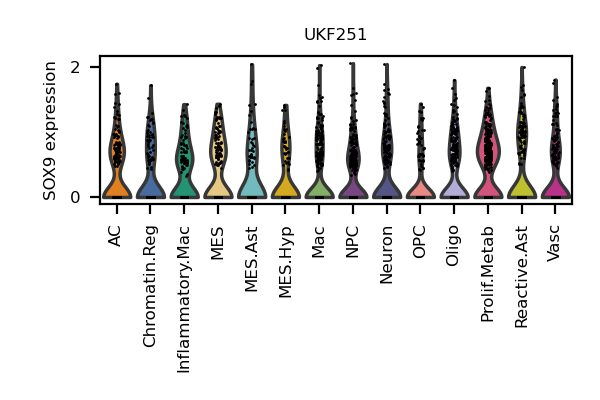 UKF251
SOX9 expression
2
0
AC
Chromatin.Reg
Inflammatory.Mac
MES
MES.Ast
MES.Hyp
Mac
NPC
Neuron
OPC
Oligo
Prolif.Metab
Reactive.Ast
Vasc